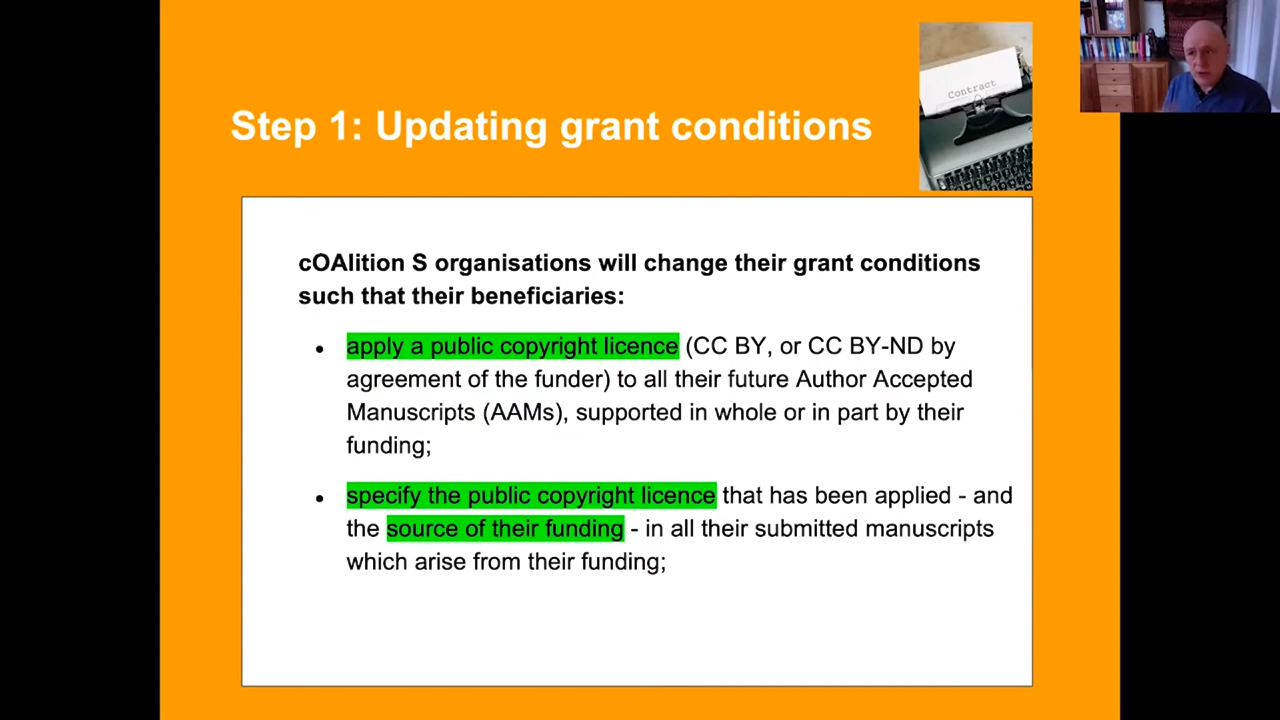 Contract
Step 1: Updating grant conditions
cOAlition S organisations will change their grant conditions
such that their beneficiaries:
• apply a public copyright licence (CC BY, or CC BY-ND by
agreement of the funder) to all their future Author Accepted
Manuscripts (AAMs), supported in whole or in part by their
funding;
• specify the public copyright licence that has been applied - and
the source of their funding - in all their submitted manuscripts
which arise from their funding;